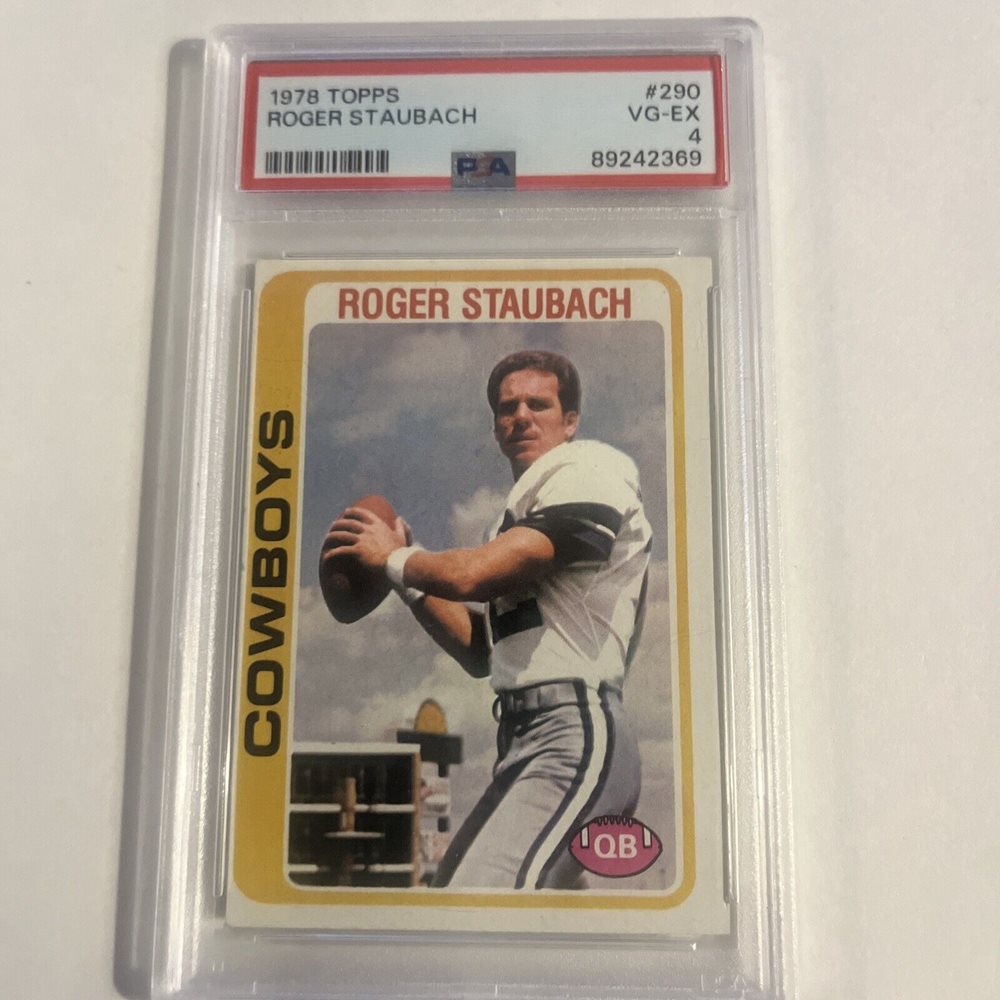 1978 TOPPS #290
ROGER STAUBACH VG-EX
4
89242369
PSA
ROGER STAUBACH
COWBOYS
QB